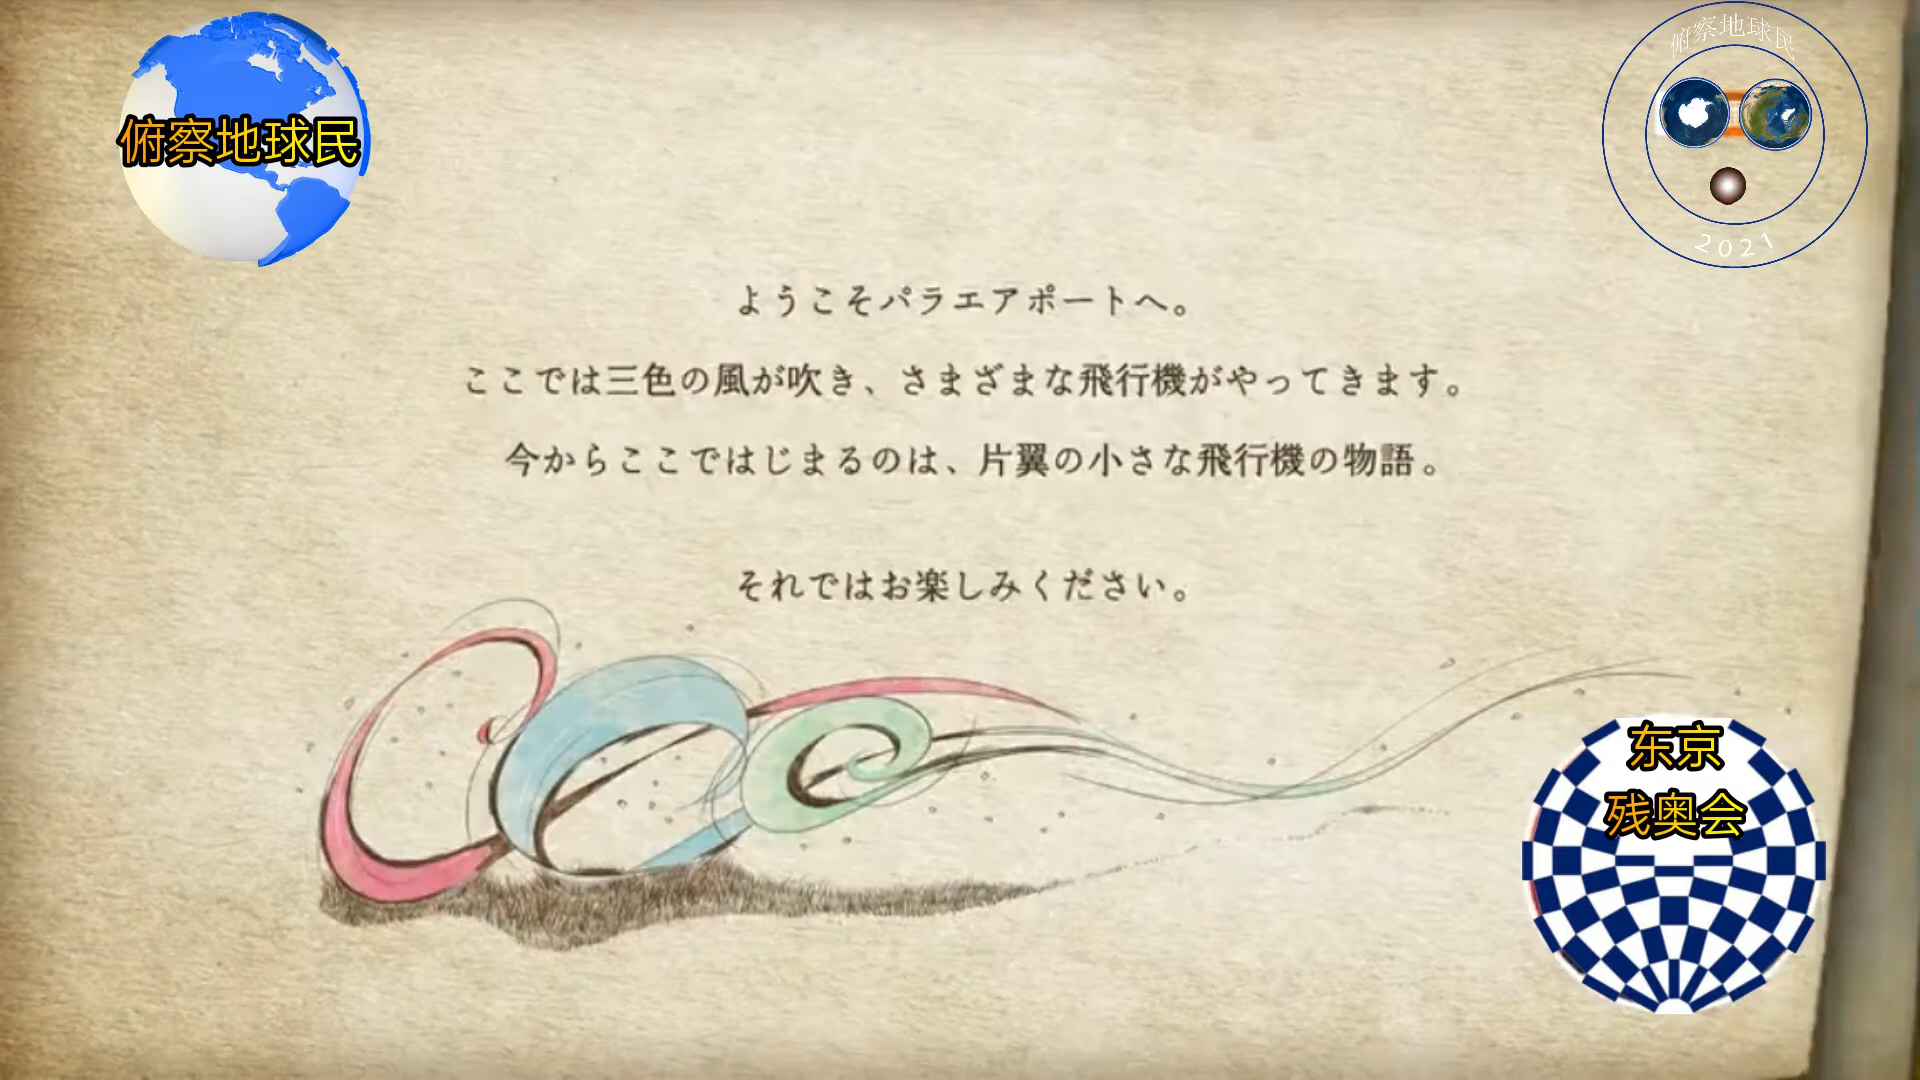 俯察地球民
俯察地球民
2021
ようこそパラエアポートへ。
ここでは三色の風が吹き、さまざまな飛行機がやってきます。
今からここではじまるのは、片翼の小さな飛行機の物語。
それではお楽しみください。
东京
残奥会